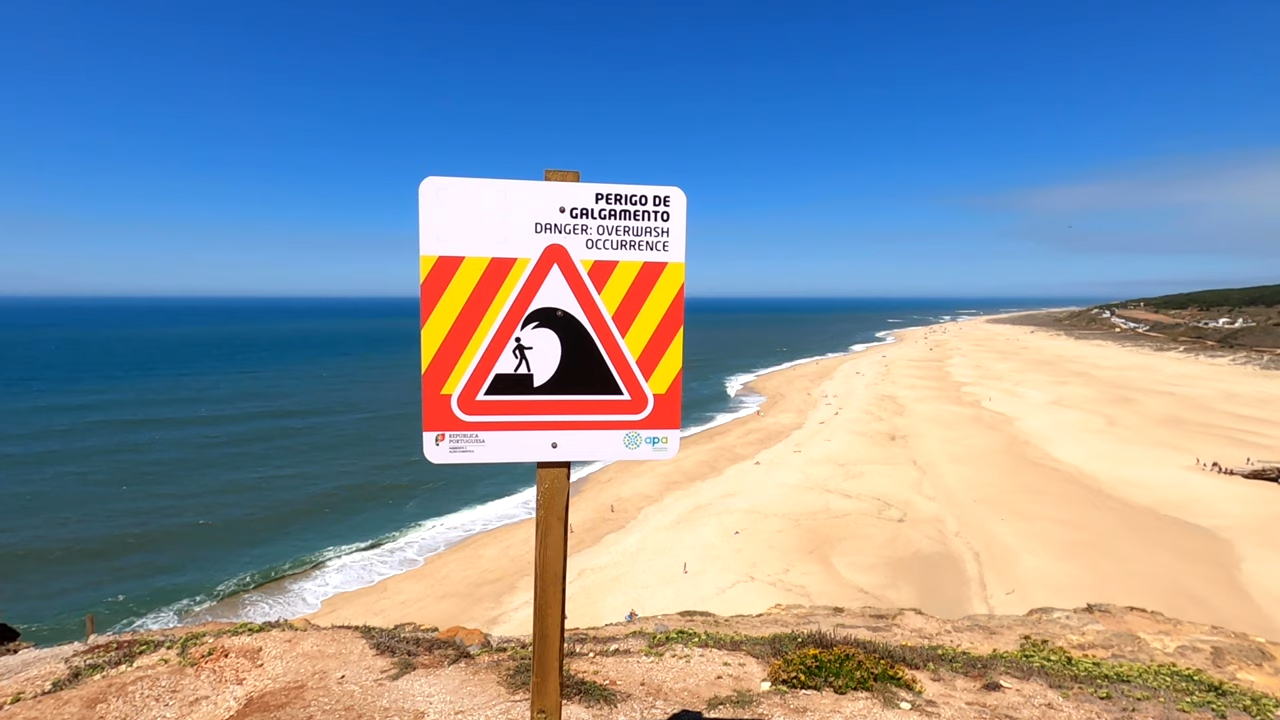 PERIGO DE
GALGAMENTO
DANGER: OVERWASH
OCCURRENCE
REPÚBLICA
PORTUGUESA
apa